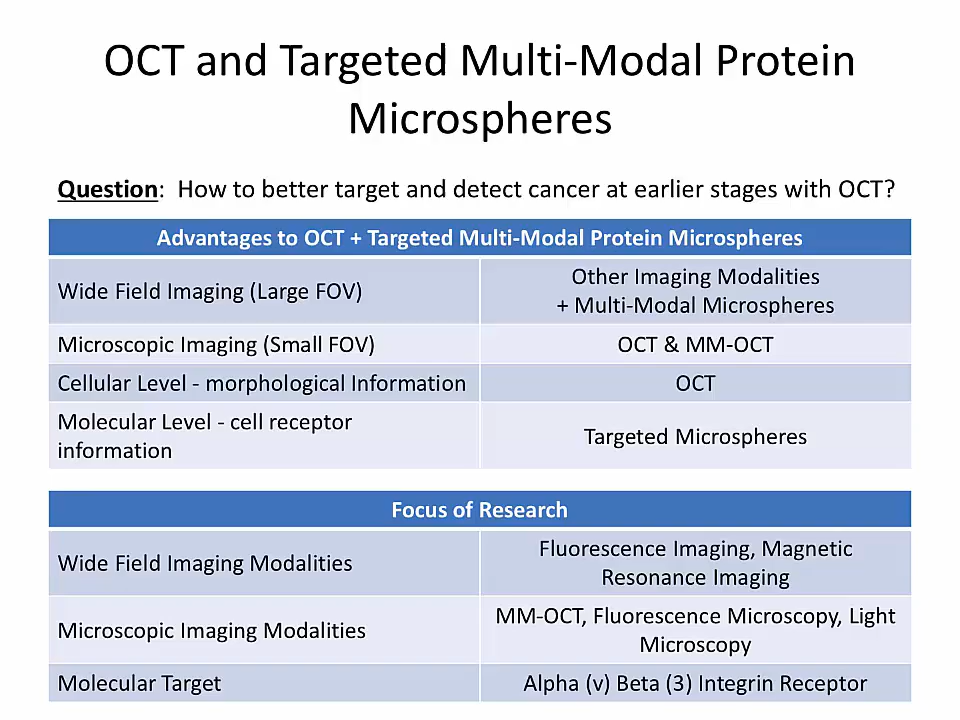 OCT and Targeted Multi-Modal Protein
Microspheres
Question: How to better target and detect cancer at earlier stages with OCT?
Advantages to OCT + Targeted Multi-Modal Protein Microspheres
Wide Field Imaging (Large FOV)
Other Imaging Modalities
+ Multi-Modal Microspheres
Microscopic Imaging (Small FOV)
OCT & MM-OCT
Cellular Level - morphological Information
OCT
Molecular Level - cell receptor
information
Targeted Microspheres
Focus of Research
Wide Field Imaging Modalities
Fluorescence Imaging, Magnetic
Resonance Imaging
Microscopic Imaging Modalities
MM-OCT, Fluorescence Microscopy, Light
Microscopy
Molecular Target
Alpha (v) Beta (3) Integrin Receptor